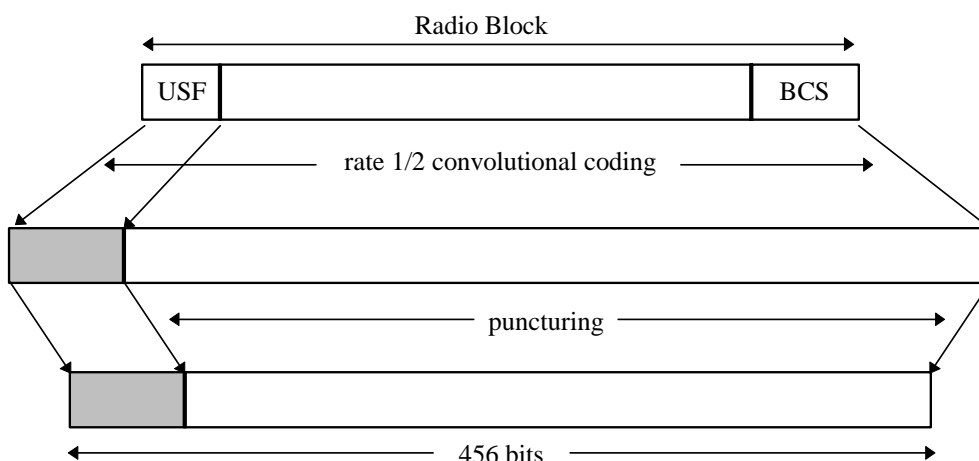 Radio Block
USF
BCS
rate 1/2 convolutional coding
puncturing
456 bits